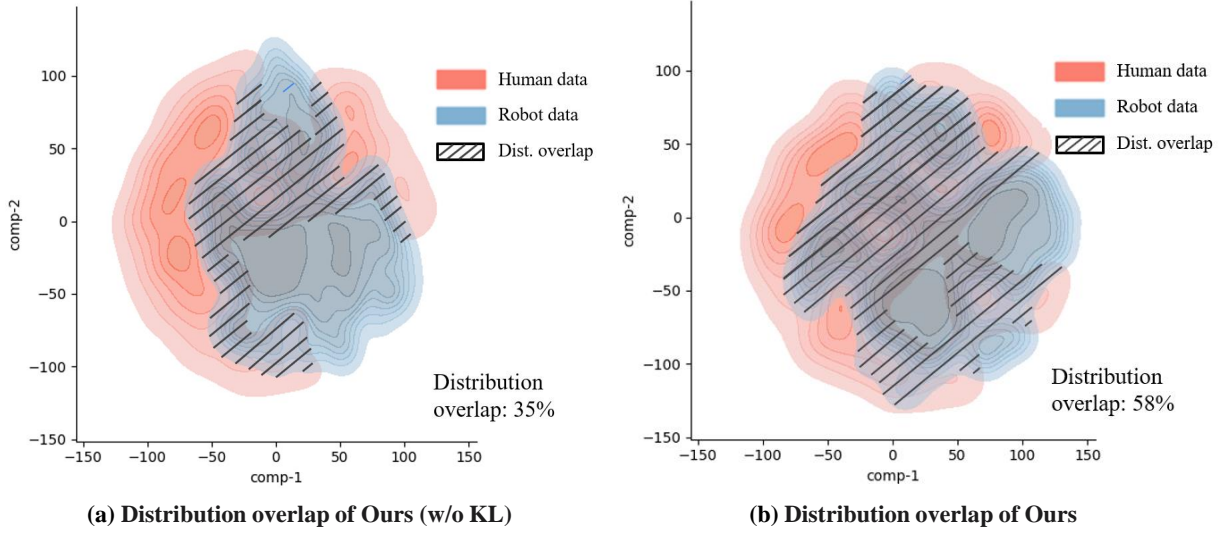 100
50
0
−50
−100
−150
comp-2
−150
−100
−50
0
50
100
150
comp-1
Human data
Robot data
Dist. overlap
Distribution
overlap: 35%
(a) Distribution overlap of Ours (w/o KL)
100
50
0
−50
−100
−150
comp-2
−150
−100
−50
0
50
100
150
comp-1
Human data
Robot data
Dist. overlap
Distribution
overlap: 58%
(b) Distribution overlap of Ours